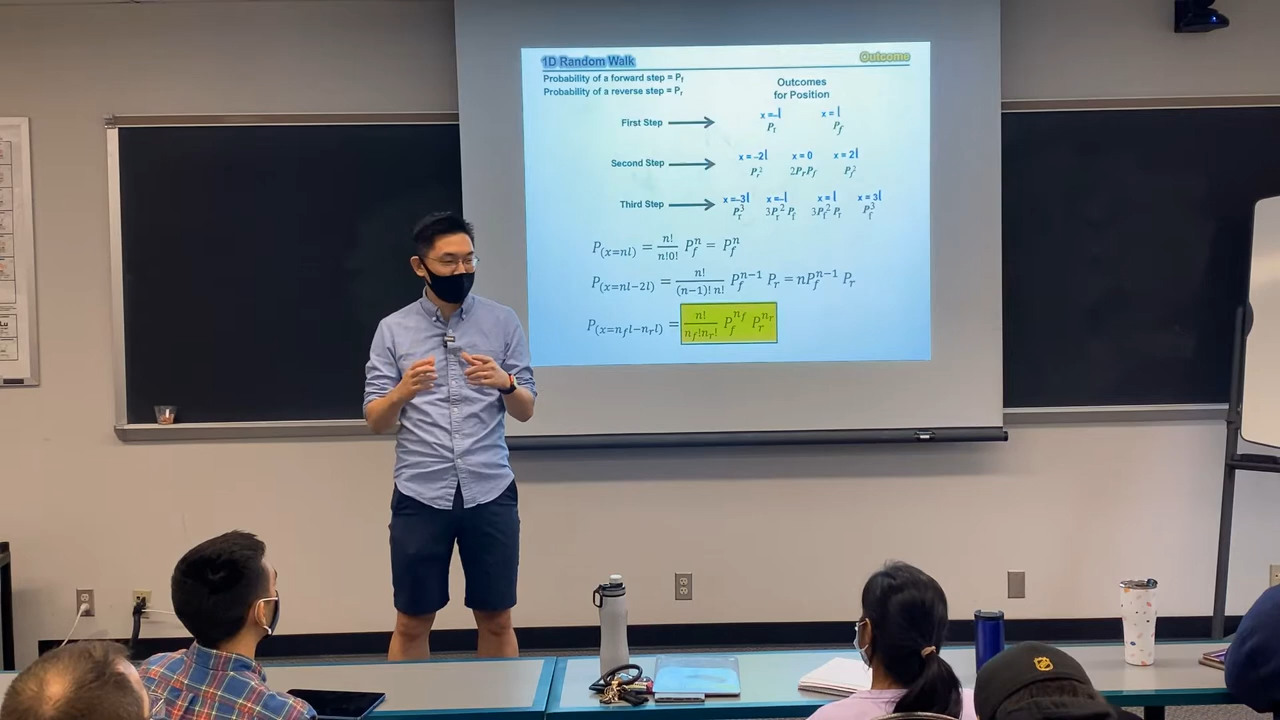 1D Random Walk
Outcome
Probability of a forward step = P_f
Probability of a reverse step = P_r
Outcomes
for Position
First Step → x = -l x = l
P_r P_f
Second Step → x = -2l x = 0 x = 2l
P_r^2 2P_rP_f P_f^2
Third Step → x = -3l x = -l x = l x = 3l
P_r^3 3P_r^2 P_f 3P_f^2 P_r P_f^3
P_(x=nl) = n!/(n!0!) P_f^n = P_f^n
P_(x=nl-2l) = n!/((n-1)! n!) P_f^(n-1) P_r = nP_f^(n-1) P_r
P_(x=n_f l-n_r l) = n!/(n_f!n_r!) P_f^(n_f) P_r^(n_r)
Lu